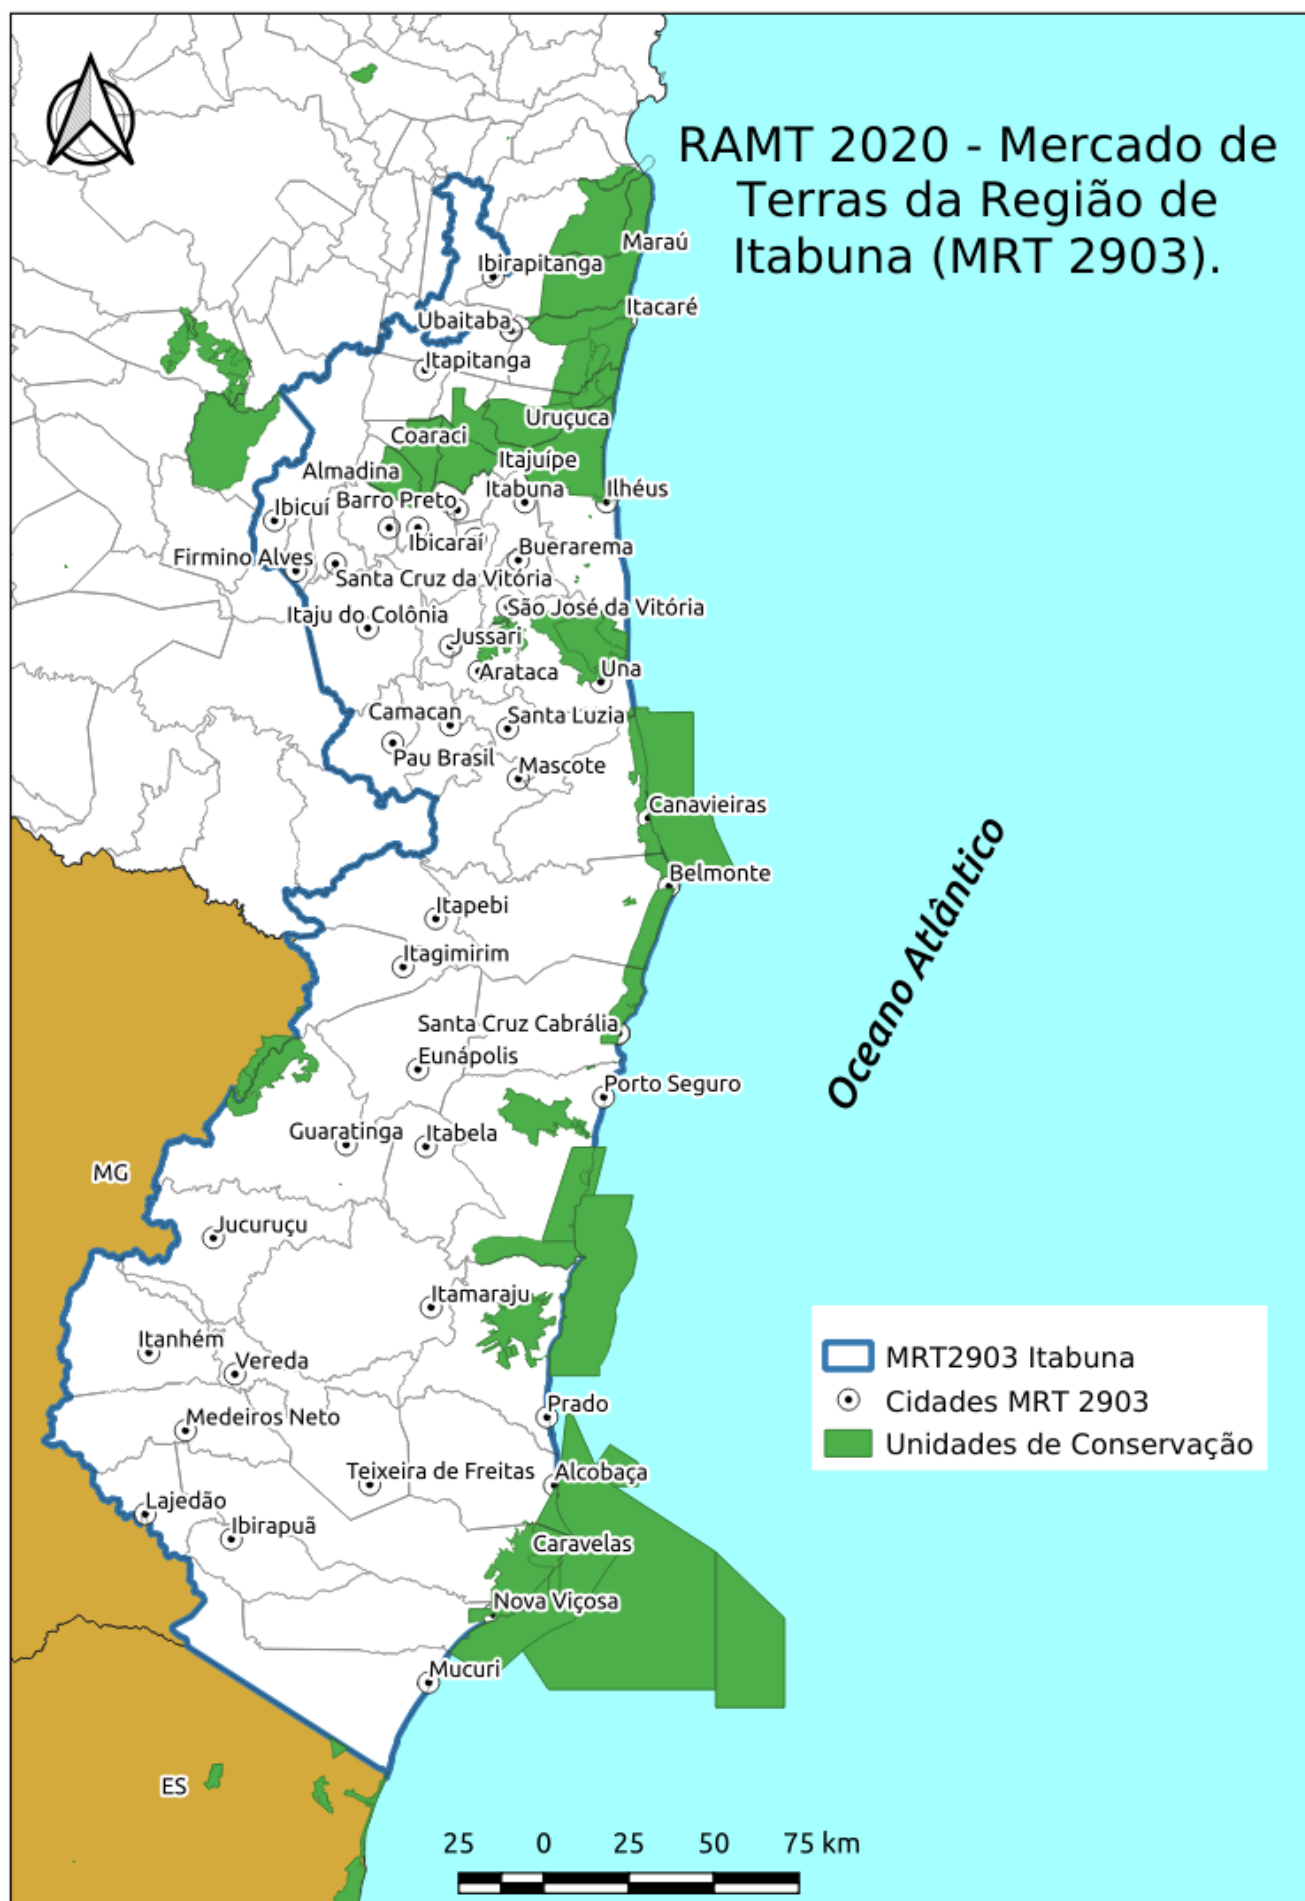 RAMT 2020 - Mercado de
Terras da Região de
Itabuna (MRT 2903).
Maraú
Ibirapitanga
Itacaré
Ubaitaba
Itapitanga
Uruçuca
Coaraci
Itajuípe
Almadina
Itabuna
Ilhéus
Barro Preto
Ibicuí
Ibicaraí
Buerarema
Firmino Alves
Santa Cruz da Vitória
São José da Vitória
Itaju do Colônia
Jussari
Arataca
Una
Camacan
Santa Luzia
Pau Brasil
Mascote
Canavieiras
Belmonte
Itapebi
Itagimirim
Oceano Atlântico
Santa Cruz Cabrália
Eunápolis
Porto Seguro
Guaratinga
Itabela
MG
Jucuruçu
Itamaraju
Itanhém
Vereda
MRT2903 Itabuna
Cidades MRT 2903
Unidades de Conservação
Prado
Medeiros Neto
Teixeira de Freitas
Alcobaça
Lajedão
Ibirapuã
Caravelas
Nova Viçosa
Mucuri
ES
25 0 25 50 75 km